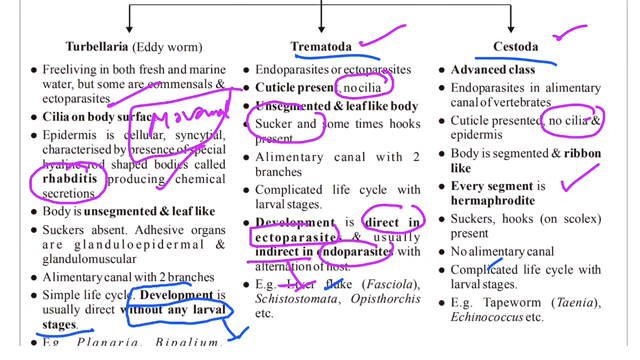 Turbellaria (Eddy worm)
Freeliving in both fresh and marine
water, but some are commensals &
ectoparasites
Cilia on body surface
Movement
Epidermis is cellular, syncytial,
characterised by presence of special
hyaline rod shaped bodies called
rhabditis producing chemical
secretions.
Body is unsegmented & leaf like
Suckers absent. Adhesive organs
are glanduloepidermal &
glandulomuscular
Alimentary canal with 2 branches
Simple life cycle. Development is
usually direct without any larval
stages.
E.g. Planaria, Bipalium,
Trematoda
Endoparasites or ectoparasites
Cuticle present, no cilia
Unsegmented & leaf like body
Sucker and some times hooks
present
Alimentary canal with 2
branches
Complicated life cycle with
larval stages.
Development is direct in
ectoparasites & usually
indirect in endoparasites with
alternation of host.
E.g. Liver fluke (Fasciola),
Schistostomata, Opisthorchis
etc.
Cestoda
Advanced class
Endoparasites in alimentary
canal of vertebrates
Cuticle presented, no cilia &
epidermis
Body is segmented & ribbon
like
Every segment is
hermaphrodite
Suckers, hooks (on scolex)
present
No alimentary canal
Complicated life cycle with
larval stages.
E.g. Tapeworm (Taenia),
Echinococcus etc.